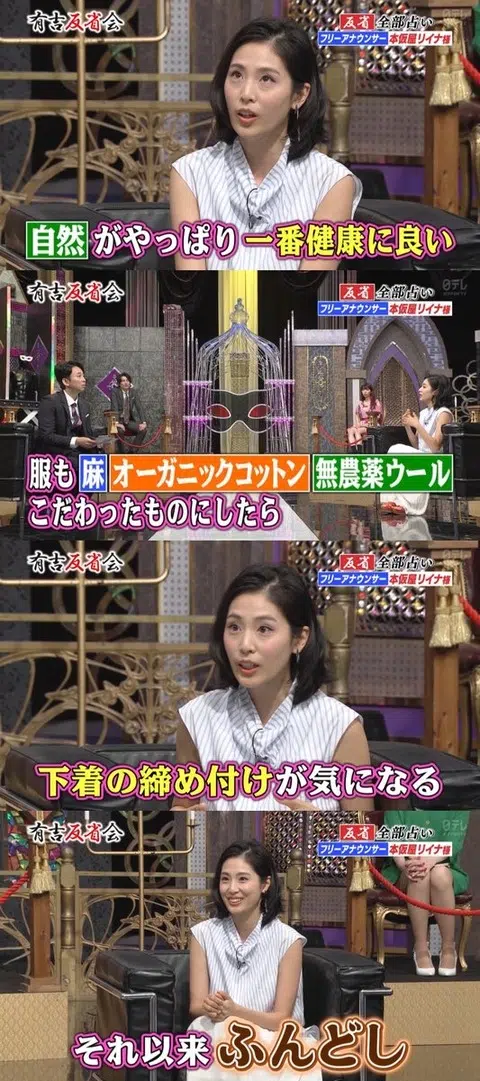 有吉反省会
反省 全部占い
フリーアナウンサー 本仮屋リイナ様
自然 がやっぱり 一番健康に良い
有吉反省会
日テレ
反省 全部占い
フリーアナウンサー 本仮屋リイナ様
服も 麻 オーガニックコットン 無農薬ウール
こだわったものにしたら
有吉反省会
反省 全部占い
フリーアナウンサー 本仮屋リイナ様
下着の締め付けが気になる
有吉反省会
日テレ
反省 全部占い
フリーアナウンサー 本仮屋リイナ様
それ以来 ふんどし